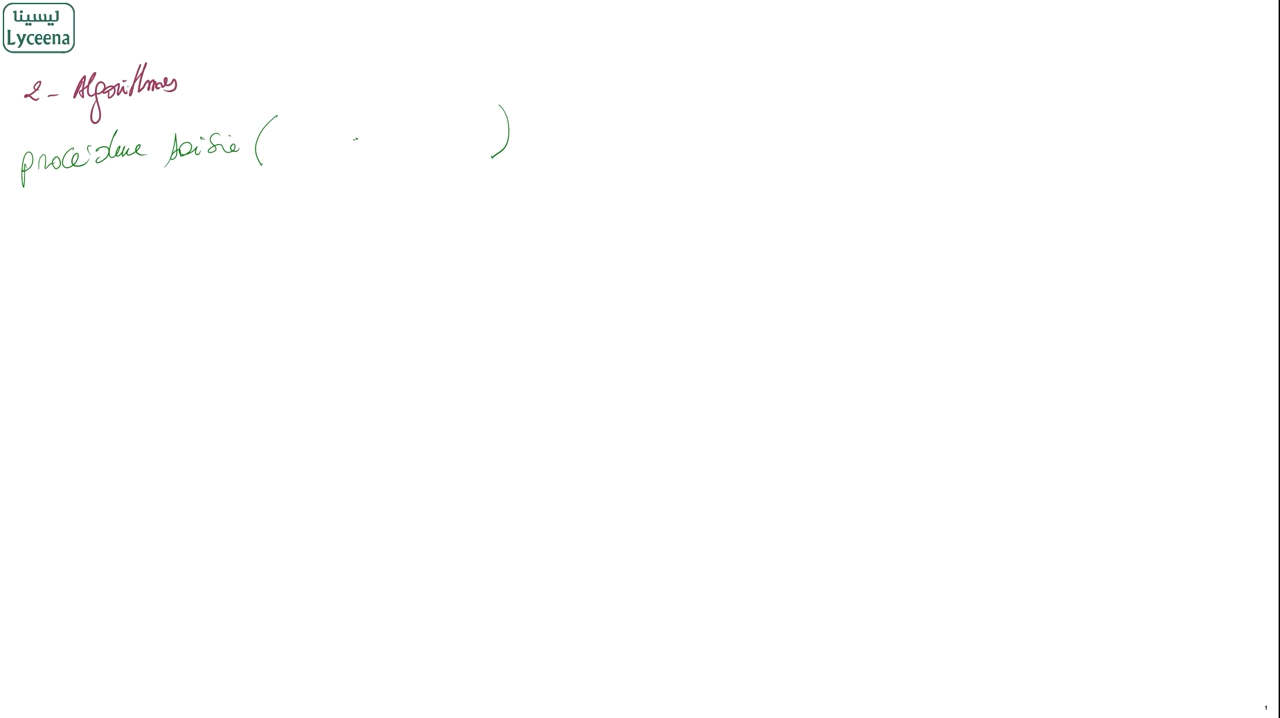 ليسينا
Lyceena
2 - Algorithmes
procédure saisie ( )